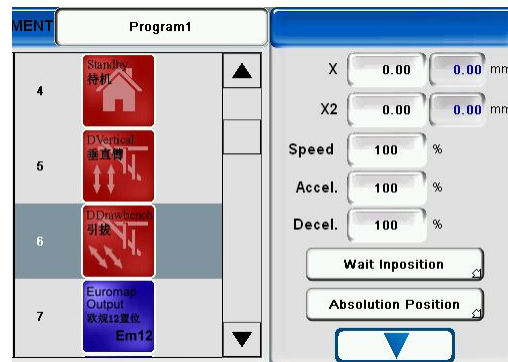 MENT
Program1
4
Standby
待机
5
DVertical
垂直臂
6
DDrawbench
引拔
7
Euromap
Output
欧规12置位
Em12
X 0.00 0.00 mm
X2 0.00 0.00 mm
Speed 100 %
Accel. 100 %
Decel. 100 %
Wait Inposition
Absolution Position